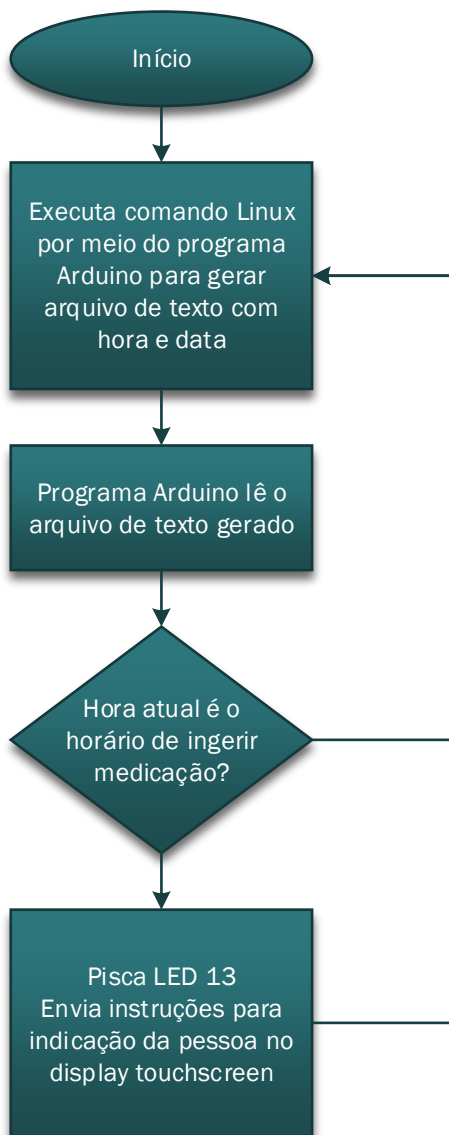 Início
Executa comando Linux
por meio do programa
Arduino para gerar
arquivo de texto com
hora e data
Programa Arduino lê o
arquivo de texto gerado
Hora atual é o
horário de ingerir
medicação?
Pisca LED 13
Envia instruções para
indicação da pessoa no
display touchscreen